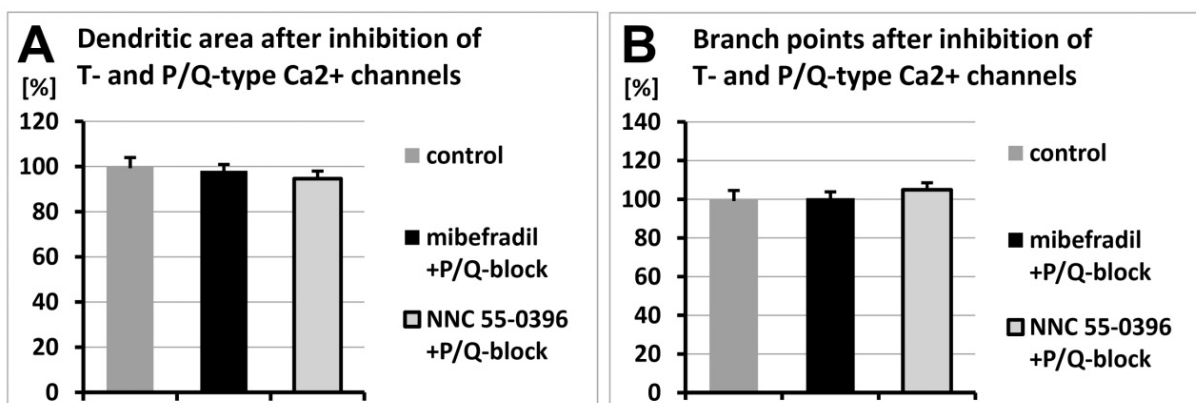 A Dendritic area after inhibition of
T- and P/Q-type Ca2+ channels
[%]
120
100
80
60
40
20
0
control
mibefradil
+P/Q-block
NNC 55-0396
+P/Q-block
B Branch points after inhibition of
T- and P/Q-type Ca2+ channels
[%]
140
120
100
80
60
40
20
0
control
mibefradil
+P/Q-block
NNC 55-0396
+P/Q-block